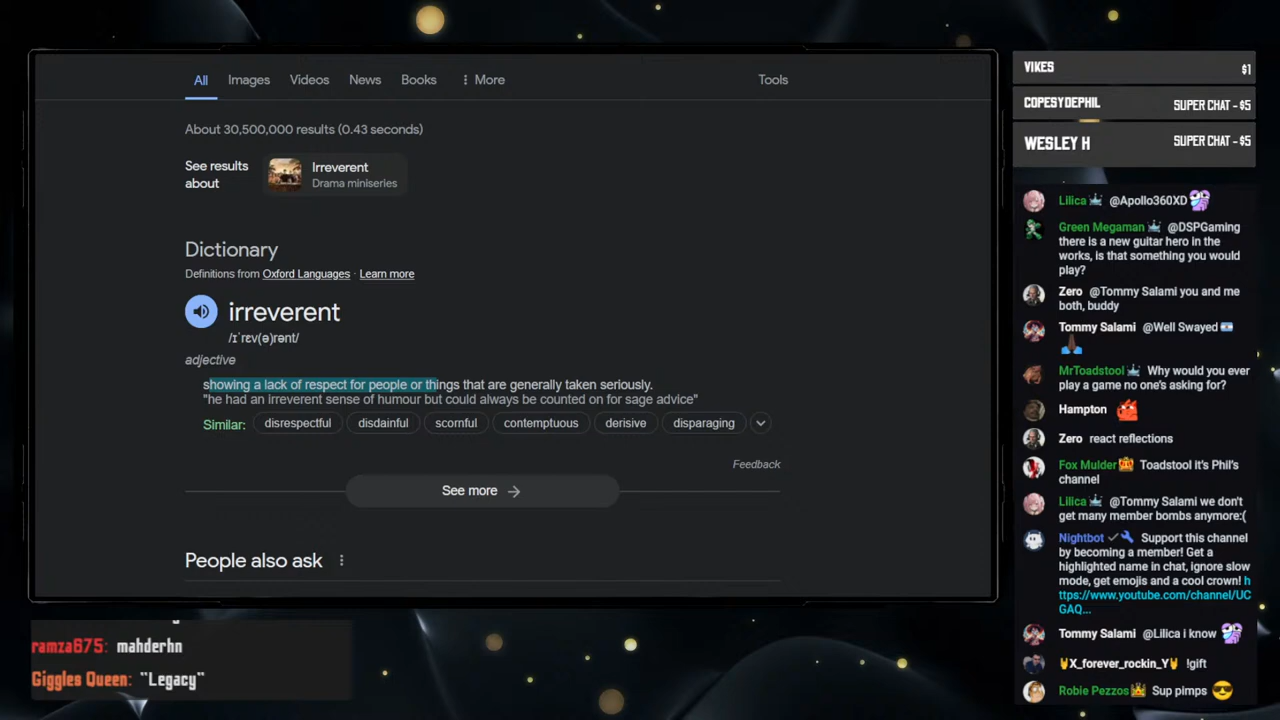 All
Images
Videos
News
Books
More
Tools
About 30,500,000 results (0.43 seconds)
See results
about
Irreverent
Drama miniseries
Dictionary
Definitions from Oxford Languages · Learn more
irreverent
/ɪˈrɛv(ə)rənt/
adjective
showing a lack of respect for people or things that are generally taken seriously.
"he had an irreverent sense of humour but could always be counted on for sage advice"
Similar:
disrespectful
disdainful
scornful
contemptuous
derisive
disparaging
Feedback
See more
People also ask
ramza675: mahderhn
Giggles Queen: "Legacy"
VIKES
$1
COPESYDEPHIL
SUPER CHAT - $5
WESLEY H
SUPER CHAT - $5
Lilica @Apollo360XD
Green Megaman @DSPGaming
there is a new guitar hero in the
works, is that something you would
play?
Zero @Tommy Salami you and me
both, buddy
Tommy Salami @Well Swayed
MrToadstool Why would you ever
play a game no one's asking for?
Hampton
Zero react reflections
Fox Mulder Toadstool it's Phil's
channel
Lilica @Tommy Salami we don't
get many member bombs anymore:(
Nightbot Support this channel
by becoming a member! Get a
highlighted name in chat, ignore slow
mode, get emojis and a cool crown! h
ttps://www.youtube.com/channel/UC
GAQ...
Tommy Salami @Lilica i know
X_forever_rockin_Y !gift
Robie Pezzos Sup pimps